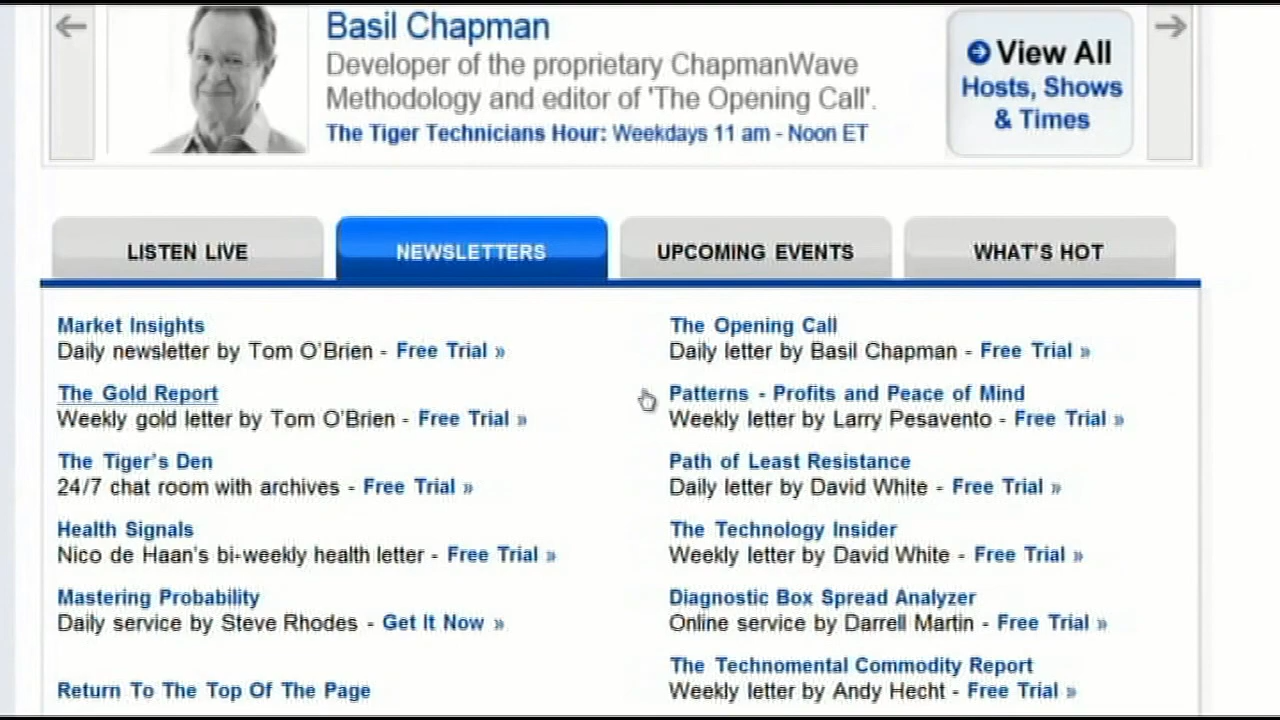 Basil Chapman
Developer of the proprietary ChapmanWave
Methodology and editor of 'The Opening Call'.
The Tiger Technicians Hour: Weekdays 11 am - Noon ET
View All
Hosts, Shows
& Times
LISTEN LIVE
NEWSLETTERS
UPCOMING EVENTS
WHAT'S HOT
Market Insights
Daily newsletter by Tom O'Brien - Free Trial »
The Gold Report
Weekly gold letter by Tom O'Brien - Free Trial »
The Tiger's Den
24/7 chat room with archives - Free Trial »
Health Signals
Nico de Haan's bi-weekly health letter - Free Trial »
Mastering Probability
Daily service by Steve Rhodes - Get It Now »
Return To The Top Of The Page
The Opening Call
Daily letter by Basil Chapman - Free Trial »
Patterns - Profits and Peace of Mind
Weekly letter by Larry Pesavento - Free Trial »
Path of Least Resistance
Daily letter by David White - Free Trial »
The Technology Insider
Weekly letter by David White - Free Trial »
Diagnostic Box Spread Analyzer
Online service by Darrell Martin - Free Trial »
The Technomental Commodity Report
Weekly letter by Andy Hecht - Free Trial »